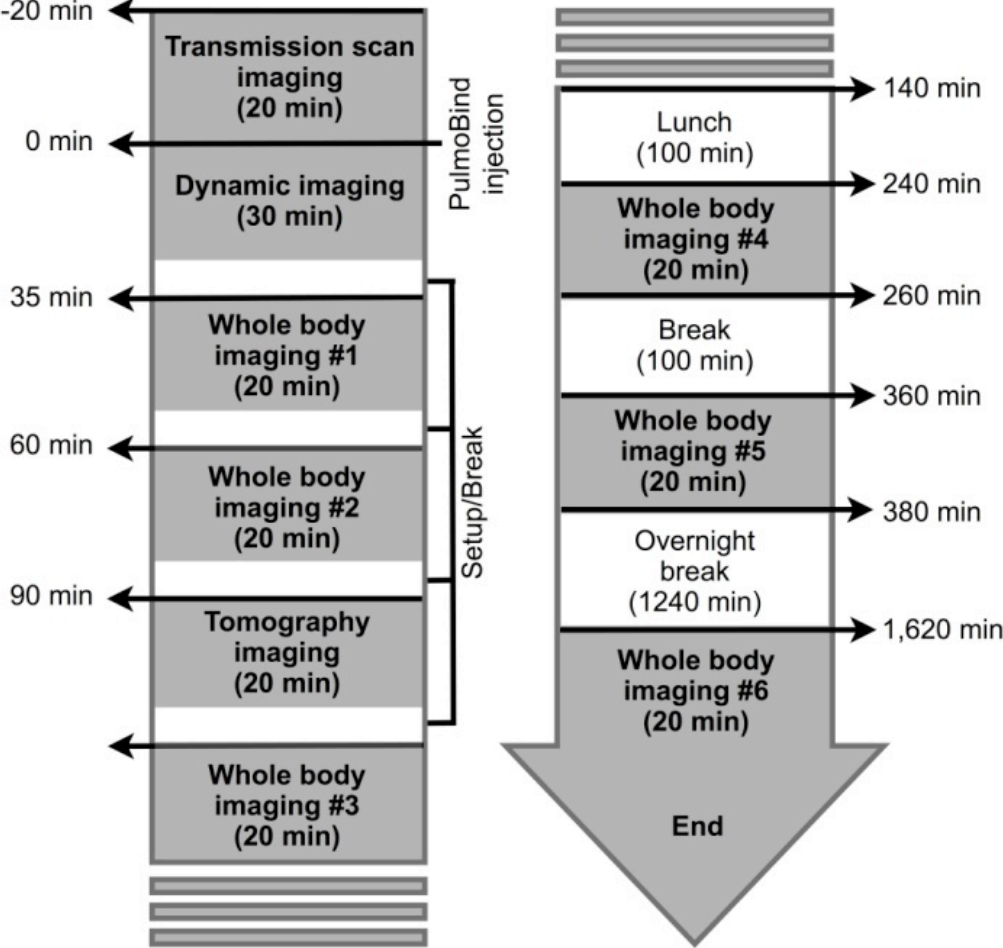 -20 min
Transmission scan
imaging
(20 min)
0 min
PulmoBind
injection
Dynamic imaging
(30 min)
35 min
Whole body
imaging #1
(20 min)
60 min
Whole body
imaging #2
(20 min)
Setup/Break
90 min
Tomography
imaging
(20 min)
Whole body
imaging #3
(20 min)
140 min
Lunch
(100 min)
240 min
Whole body
imaging #4
(20 min)
260 min
Break
(100 min)
360 min
Whole body
imaging #5
(20 min)
380 min
Overnight
break
(1240 min)
1,620 min
Whole body
imaging #6
(20 min)
End